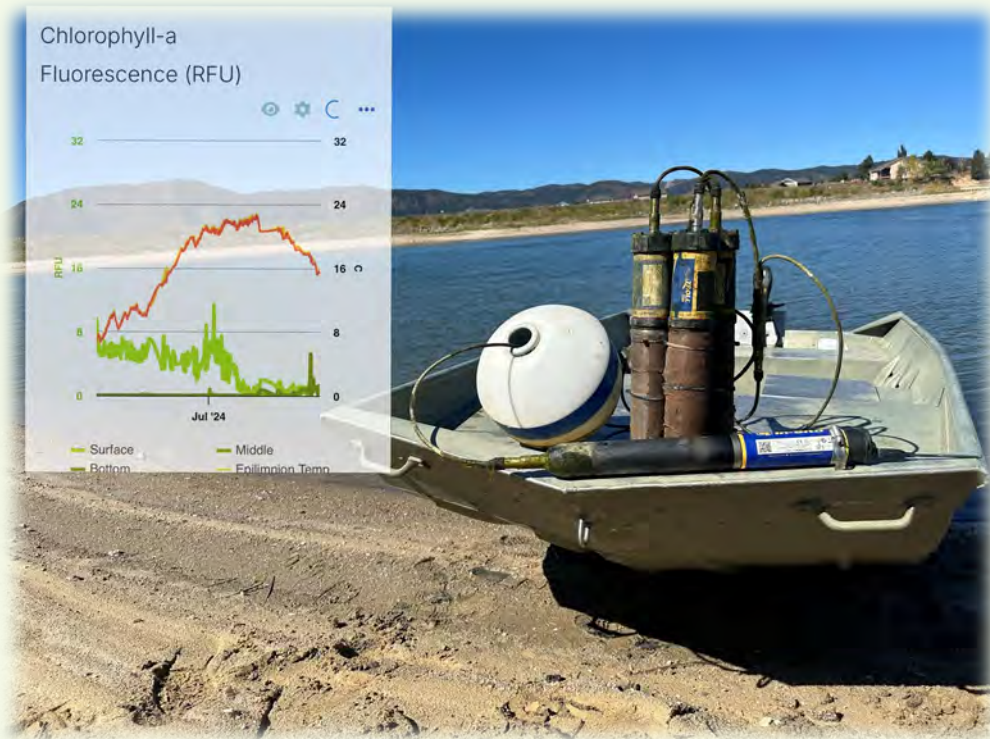 Chlorophyll-a
Fluorescence (RFU)
32 32
24 24
RFU 16 16 C
8 8
0 0
Jul '24
Surface Middle
Bottom Epilimnion Temp